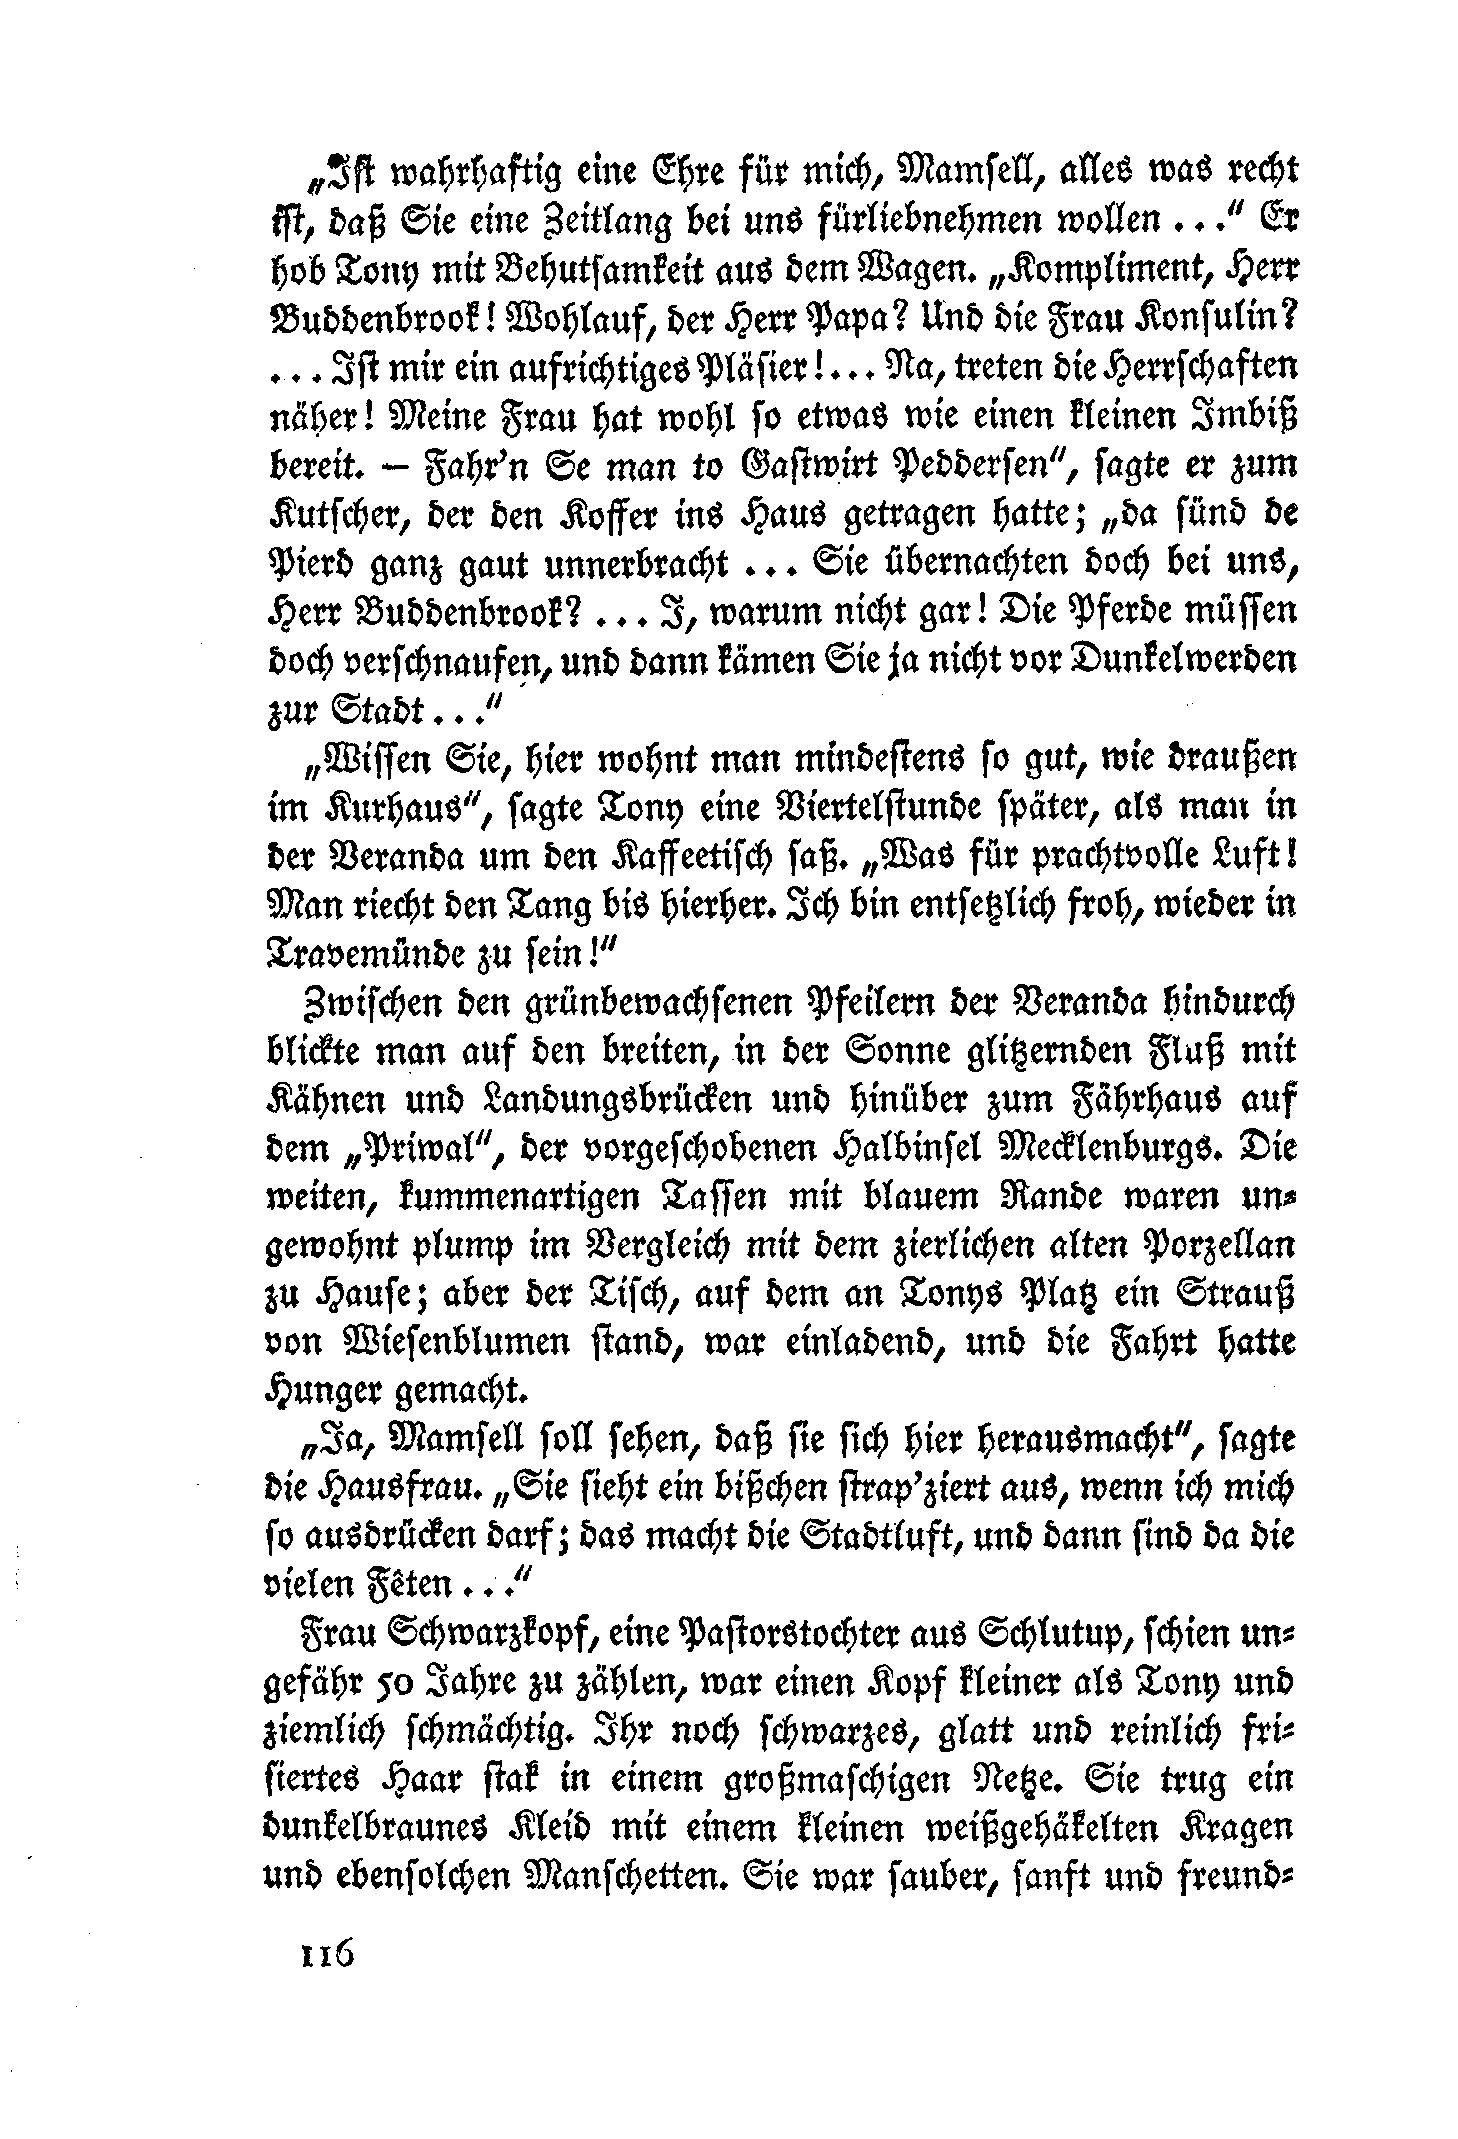 „Ist wahrhaftig eine Ehre für mich, Mamsell, alles was recht
ist, daß Sie eine Zeitlang bei uns fürliebnehmen wollen . . .“ Er
hob Tony mit Behutsamkeit aus dem Wagen. „Kompliment, Herr
Buddenbrook! Wohlauf, der Herr Papa? Und die Frau Konsulin?
. . . Ist mir ein aufrichtiges Pläsier! . . . Na, treten die Herrschaften
näher! Meine Frau hat wohl so etwas wie einen kleinen Imbiß
bereit. – Fahr’n Se man to Gastwirt Peddersen“, sagte er zum
Kutscher, der den Koffer ins Haus getragen hatte; „da sünd de
Pierd ganz gaut unnerbracht . . . Sie übernachten doch bei uns,
Herr Buddenbrook? . . . I, warum nicht gar! Die Pferde müssen
doch verschnaufen, und dann kämen Sie ja nicht vor Dunkelwerden
zur Stadt . . .“
„Wissen Sie, hier wohnt man mindestens so gut, wie draußen
im Kurhaus“, sagte Tony eine Viertelstunde später, als man in
der Veranda um den Kaffeetisch saß. „Was für prachtvolle Luft!
Man riecht den Tang bis hierher. Ich bin entsetzlich froh, wieder in
Travemünde zu sein!“
Zwischen den grünbewachsenen Pfeilern der Veranda hindurch
blickte man auf den breiten, in der Sonne glitzernden Fluß mit
Kähnen und Landungsbrücken und hinüber zum Fährhaus auf
dem „Priwal“, der vorgeschobenen Halbinsel Mecklenburgs. Die
weiten, kummenartigen Tassen mit blauem Rande waren un-
gewohnt plump im Vergleich mit dem zierlichen alten Porzellan
zu Hause; aber der Tisch, auf dem an Tonys Platz ein Strauß
von Wiesenblumen stand, war einladend, und die Fahrt hatte
Hunger gemacht.
„Ja, Mamsell soll sehen, daß sie sich hier herausmacht“, sagte
die Hausfrau. „Sie sieht ein bißchen strap’ziert aus, wenn ich mich
so ausdrücken darf; das macht die Stadtluft, und dann sind da die
vielen Fêten . . .“
Frau Schwarzkopf, eine Pastorstochter aus Schlutup, schien un-
gefähr 50 Jahre zu zählen, war einen Kopf kleiner als Tony und
ziemlich schmächtig. Ihr noch schwarzes, glatt und reinlich fri-
siertes Haar stak in einem großmaschigen Netze. Sie trug ein
dunkelbraunes Kleid mit einem kleinen weißgehäkelten Kragen
und ebensolchen Manschetten. Sie war sauber, sanft und freund-
116